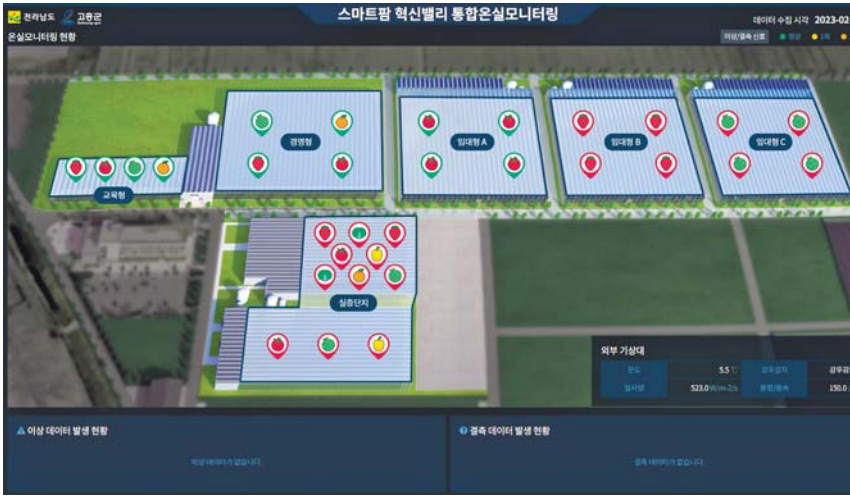 전라남도 고흥군
스마트팜 혁신밸리 통합온실모니터링
데이터 수집 시각 2023-02
온실모니터링 현황
이상/결측 신호 정상 1회
경영형
임대형 A
임대형 B
임대형 C
교육형
실증단지
외부 기상대
온도 5.5 ℃ 강우감지 강우감
일사량 523.0 풍향/풍속 150.0
이상 데이터 발생 현황
이상 데이터가 없습니다.
결측 데이터 발생 현황
결측 데이터가 없습니다.